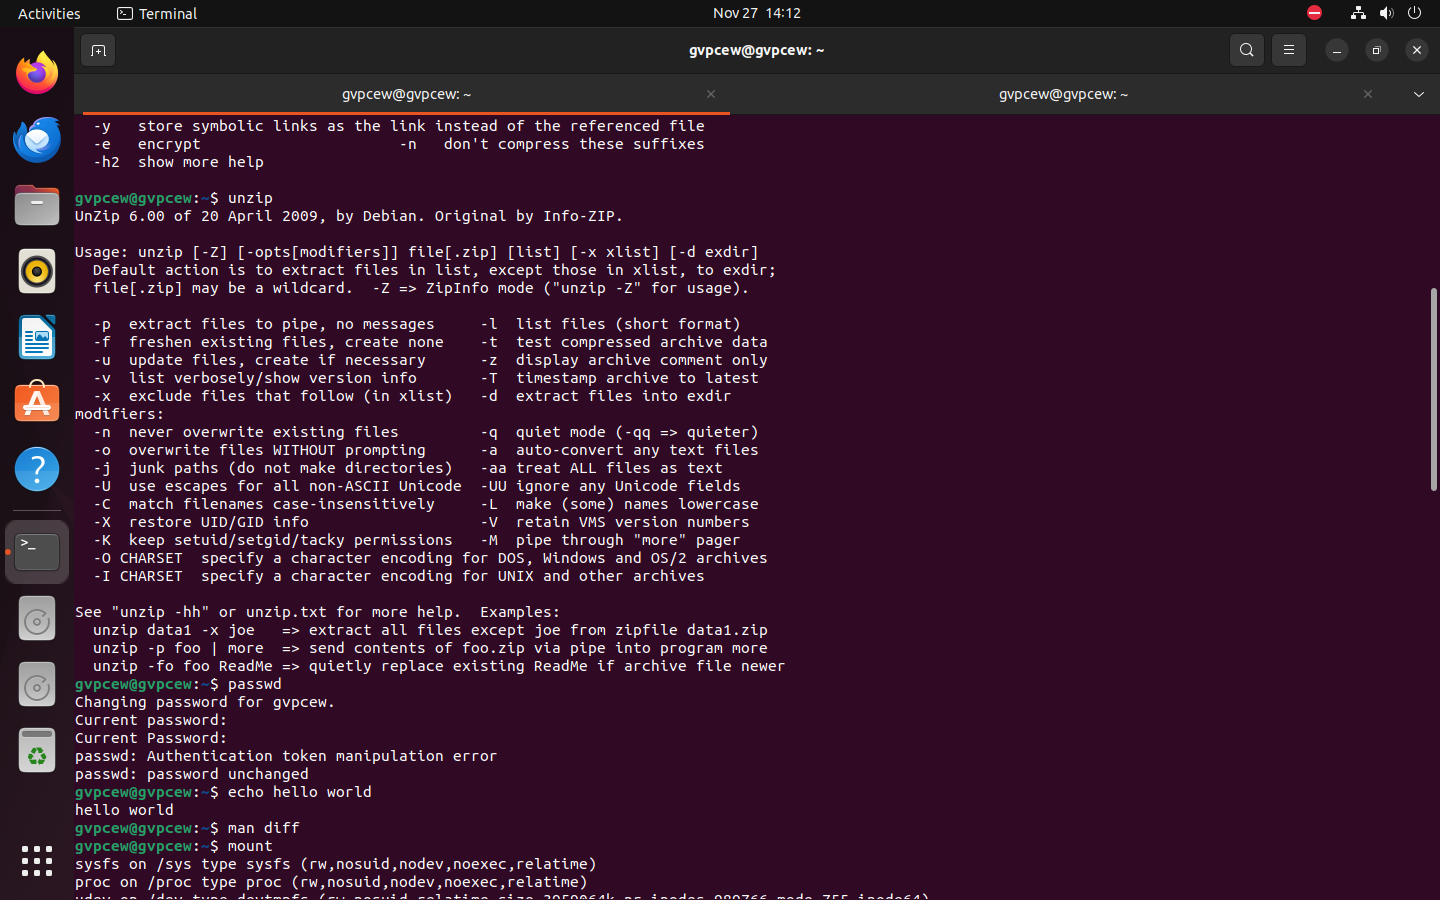 Activities
Terminal
Nov 27 14:12
gvpcew@gvpcew: ~
gvpcew@gvpcew: ~
gvpcew@gvpcew: ~
-y   store symbolic links as the link instead of the referenced file
-e   encrypt                      -n   don't compress these suffixes
-h2  show more help
gvpcew@gvpcew:~$ unzip
UnZip 6.00 of 20 April 2009, by Debian. Original by Info-ZIP.
Usage: unzip [-Z] [-opts[modifiers]] file[.zip] [list] [-x xlist] [-d exdir]
Default action is to extract files in list, except those in xlist, to exdir;
file[.zip] may be a wildcard.  -Z => ZipInfo mode ("unzip -Z" for usage).
-p  extract files to pipe, no messages     -l  list files (short format)
-f  freshen existing files, create none    -t  test compressed archive data
-u  update files, create if necessary      -z  display archive comment only
-v  list verbosely/show version info       -T  timestamp archive to latest
-x  exclude files that follow (in xlist)   -d  extract files into exdir
modifiers:
-n  never overwrite existing files         -q  quiet mode (-qq => quieter)
-o  overwrite files WITHOUT prompting      -a  auto-convert any text files
-j  junk paths (do not make directories)   -aa treat ALL files as text
-U  use escapes for all non-ASCII Unicode  -UU ignore any Unicode fields
-C  match filenames case-insensitively     -L  make (some) names lowercase
-X  restore UID/GID info                   -V  retain VMS version numbers
-K  keep setuid/setgid/tacky permissions   -M  pipe through "more" pager
-O CHARSET  specify a character encoding for DOS, Windows and OS/2 archives
-I CHARSET  specify a character encoding for UNIX and other archives
See "unzip -hh" or unzip.txt for more help.  Examples:
unzip data1 -x joe   => extract all files except joe from zipfile data1.zip
unzip -p foo | more  => send contents of foo.zip via pipe into program more
unzip -fo foo ReadMe => quietly replace existing ReadMe if archive file newer
gvpcew@gvpcew:~$ passwd
Changing password for gvpcew.
Current password:
Current Password:
passwd: Authentication token manipulation error
passwd: password unchanged
gvpcew@gvpcew:~$ echo hello world
hello world
gvpcew@gvpcew:~$ man diff
gvpcew@gvpcew:~$ mount
sysfs on /sys type sysfs (rw,nosuid,nodev,noexec,relatime)
proc on /proc type proc (rw,nosuid,nodev,noexec,relatime)